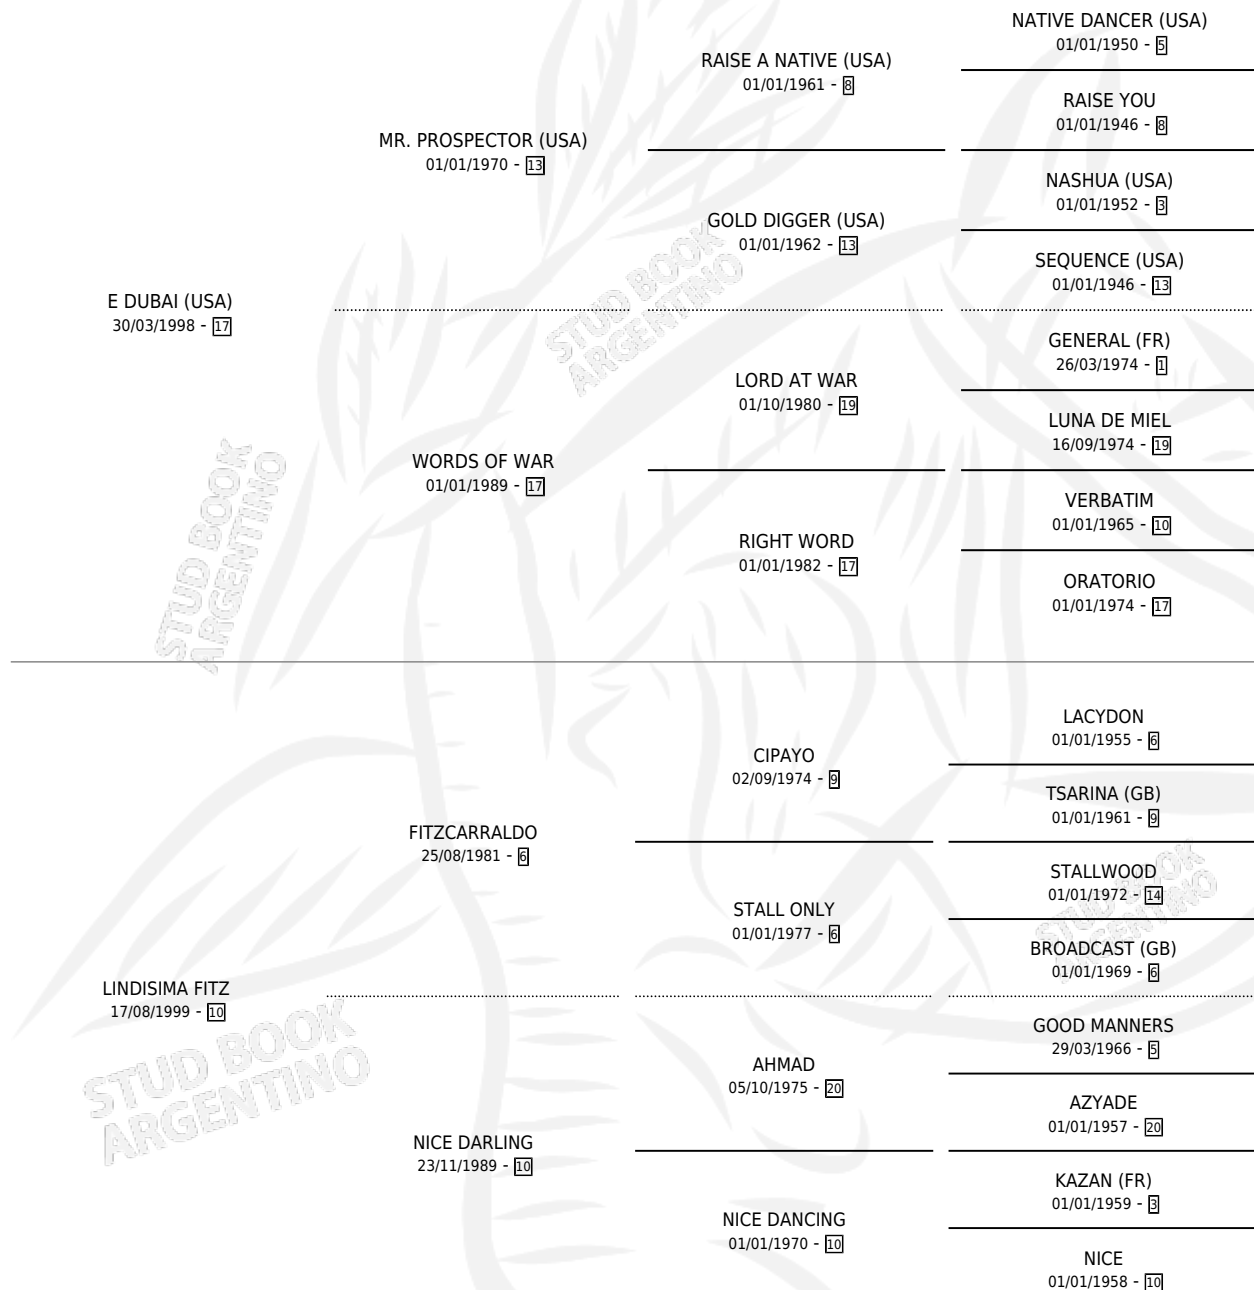 NATIVE DANCER (USA)
01/01/1950 - 5
RAISE A NATIVE (USA)
01/01/1961 - 8
RAISE YOU
01/01/1946 - 8
MR. PROSPECTOR (USA)
01/01/1970 - 13
NASHUA (USA)
01/01/1952 - 3
GOLD DIGGER (USA)
01/01/1962 - 13
SEQUENCE (USA)
01/01/1946 - 13
E DUBAI (USA)
30/03/1998 - 17
STUD BOOK
ARGENTINO
GENERAL (FR)
26/03/1974 - 1
LORD AT WAR
01/10/1980 - 19
LUNA DE MIEL
16/09/1974 - 19
WORDS OF WAR
01/01/1989 - 17
VERBATIM
01/01/1965 - 10
RIGHT WORD
01/01/1982 - 17
ORATORIO
01/01/1974 - 17
STUD BOOK
ARGENTINO
LACYDON
01/01/1955 - 6
CIPAYO
02/09/1974 - 9
TSARINA (GB)
01/01/1961 - 9
FITZCARRALDO
25/08/1981 - 6
STALLWOOD
01/01/1972 - 14
STALL ONLY
01/01/1977 - 6
BROADCAST (GB)
01/01/1969 - 6
STUD BOOK
ARGENTINO
LINDISIMA FITZ
17/08/1999 - 10
GOOD MANNERS
29/03/1966 - 5
AHMAD
05/10/1975 - 20
AZYADE
01/01/1957 - 20
NICE DARLING
23/11/1989 - 10
KAZAN (FR)
01/01/1959 - 3
NICE DANCING
01/01/1970 - 10
NICE
01/01/1958 - 10
STUD BOOK
ARGENTINO